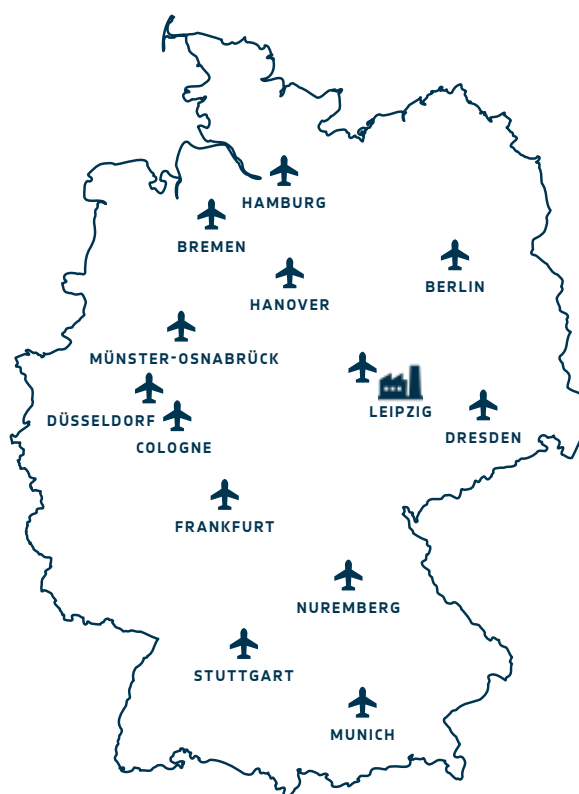 HAMBURG
BREMEN
BERLIN
HANOVER
MÜNSTER-OSNABRÜCK
LEIPZIG
DÜSSELDORF
DRESDEN
COLOGNE
FRANKFURT
NUREMBERG
STUTTGART
MUNICH